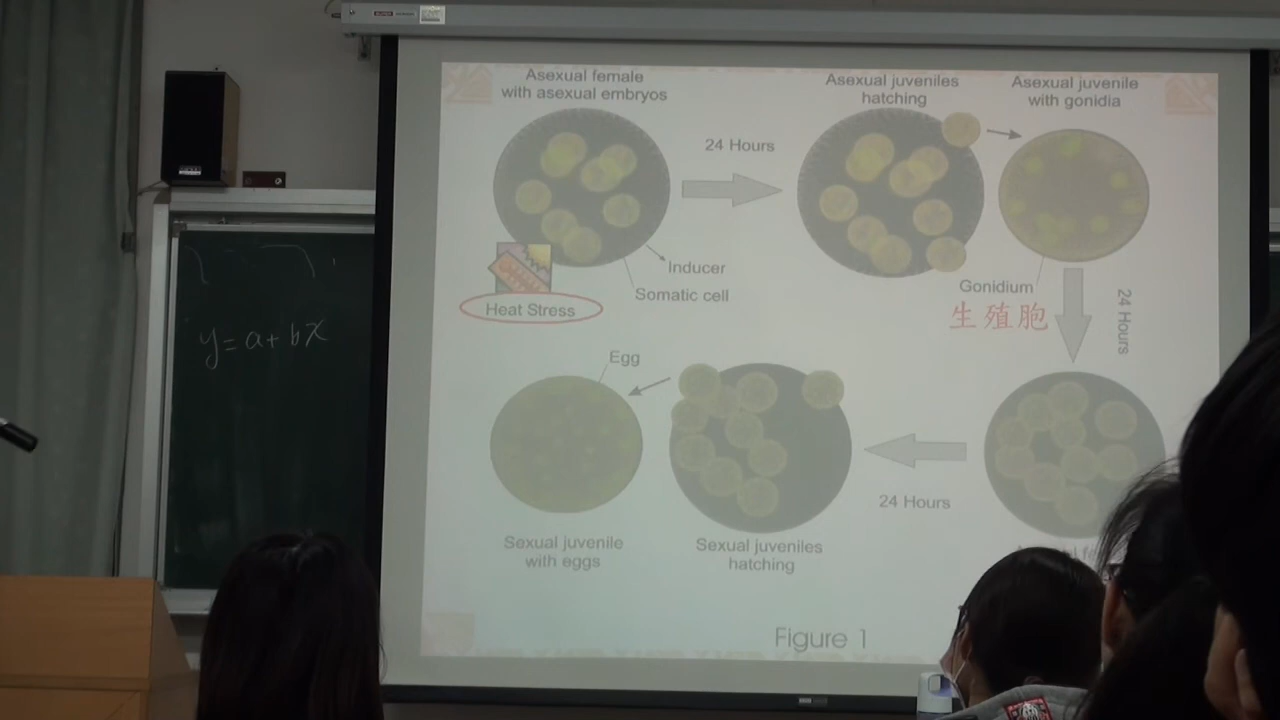 Asexual female
with asexual embryos
24 Hours
Asexual juveniles
hatching
Asexual juvenile
with gonidia
Inducer
Somatic cell
Heat Stress
Gonidium
生殖胞
24 Hours
Egg
24 Hours
Sexual juvenile
with eggs
Sexual juveniles
hatching
Figure 1
y=a+bx